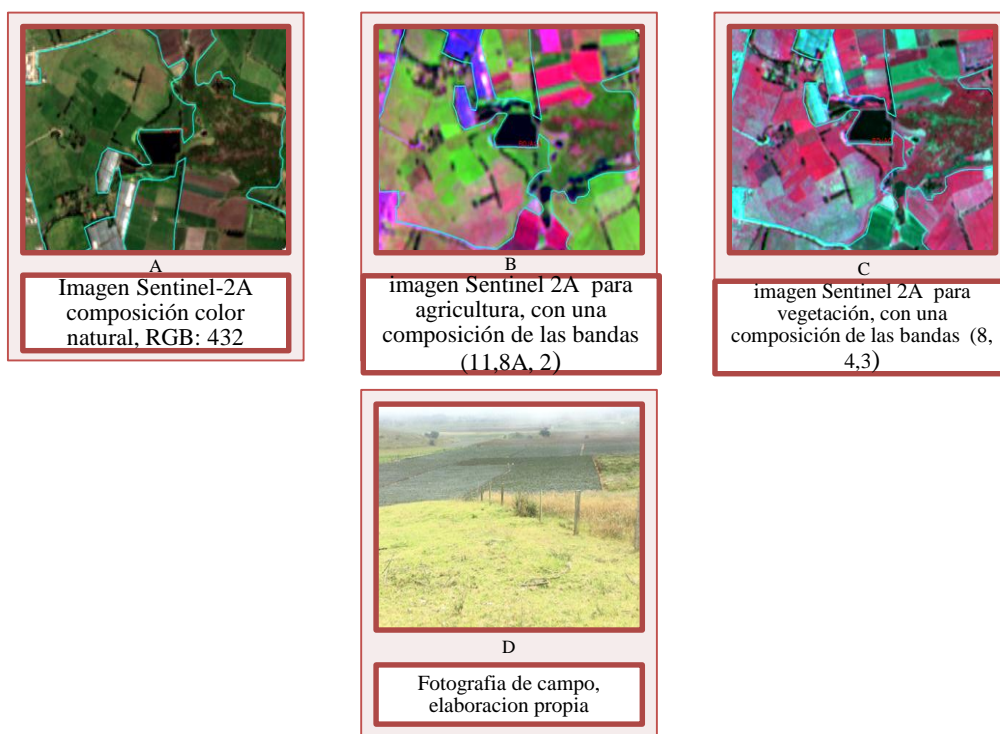 A
Imagen Sentinel-2A
composición color
natural, RGB: 432
B
imagen Sentinel 2A para
agricultura, con una
composición de las bandas
(11,8A, 2)
C
imagen Sentinel 2A para
vegetación, con una
composición de las bandas (8,
4,3)
D
Fotografia de campo,
elaboracion propia